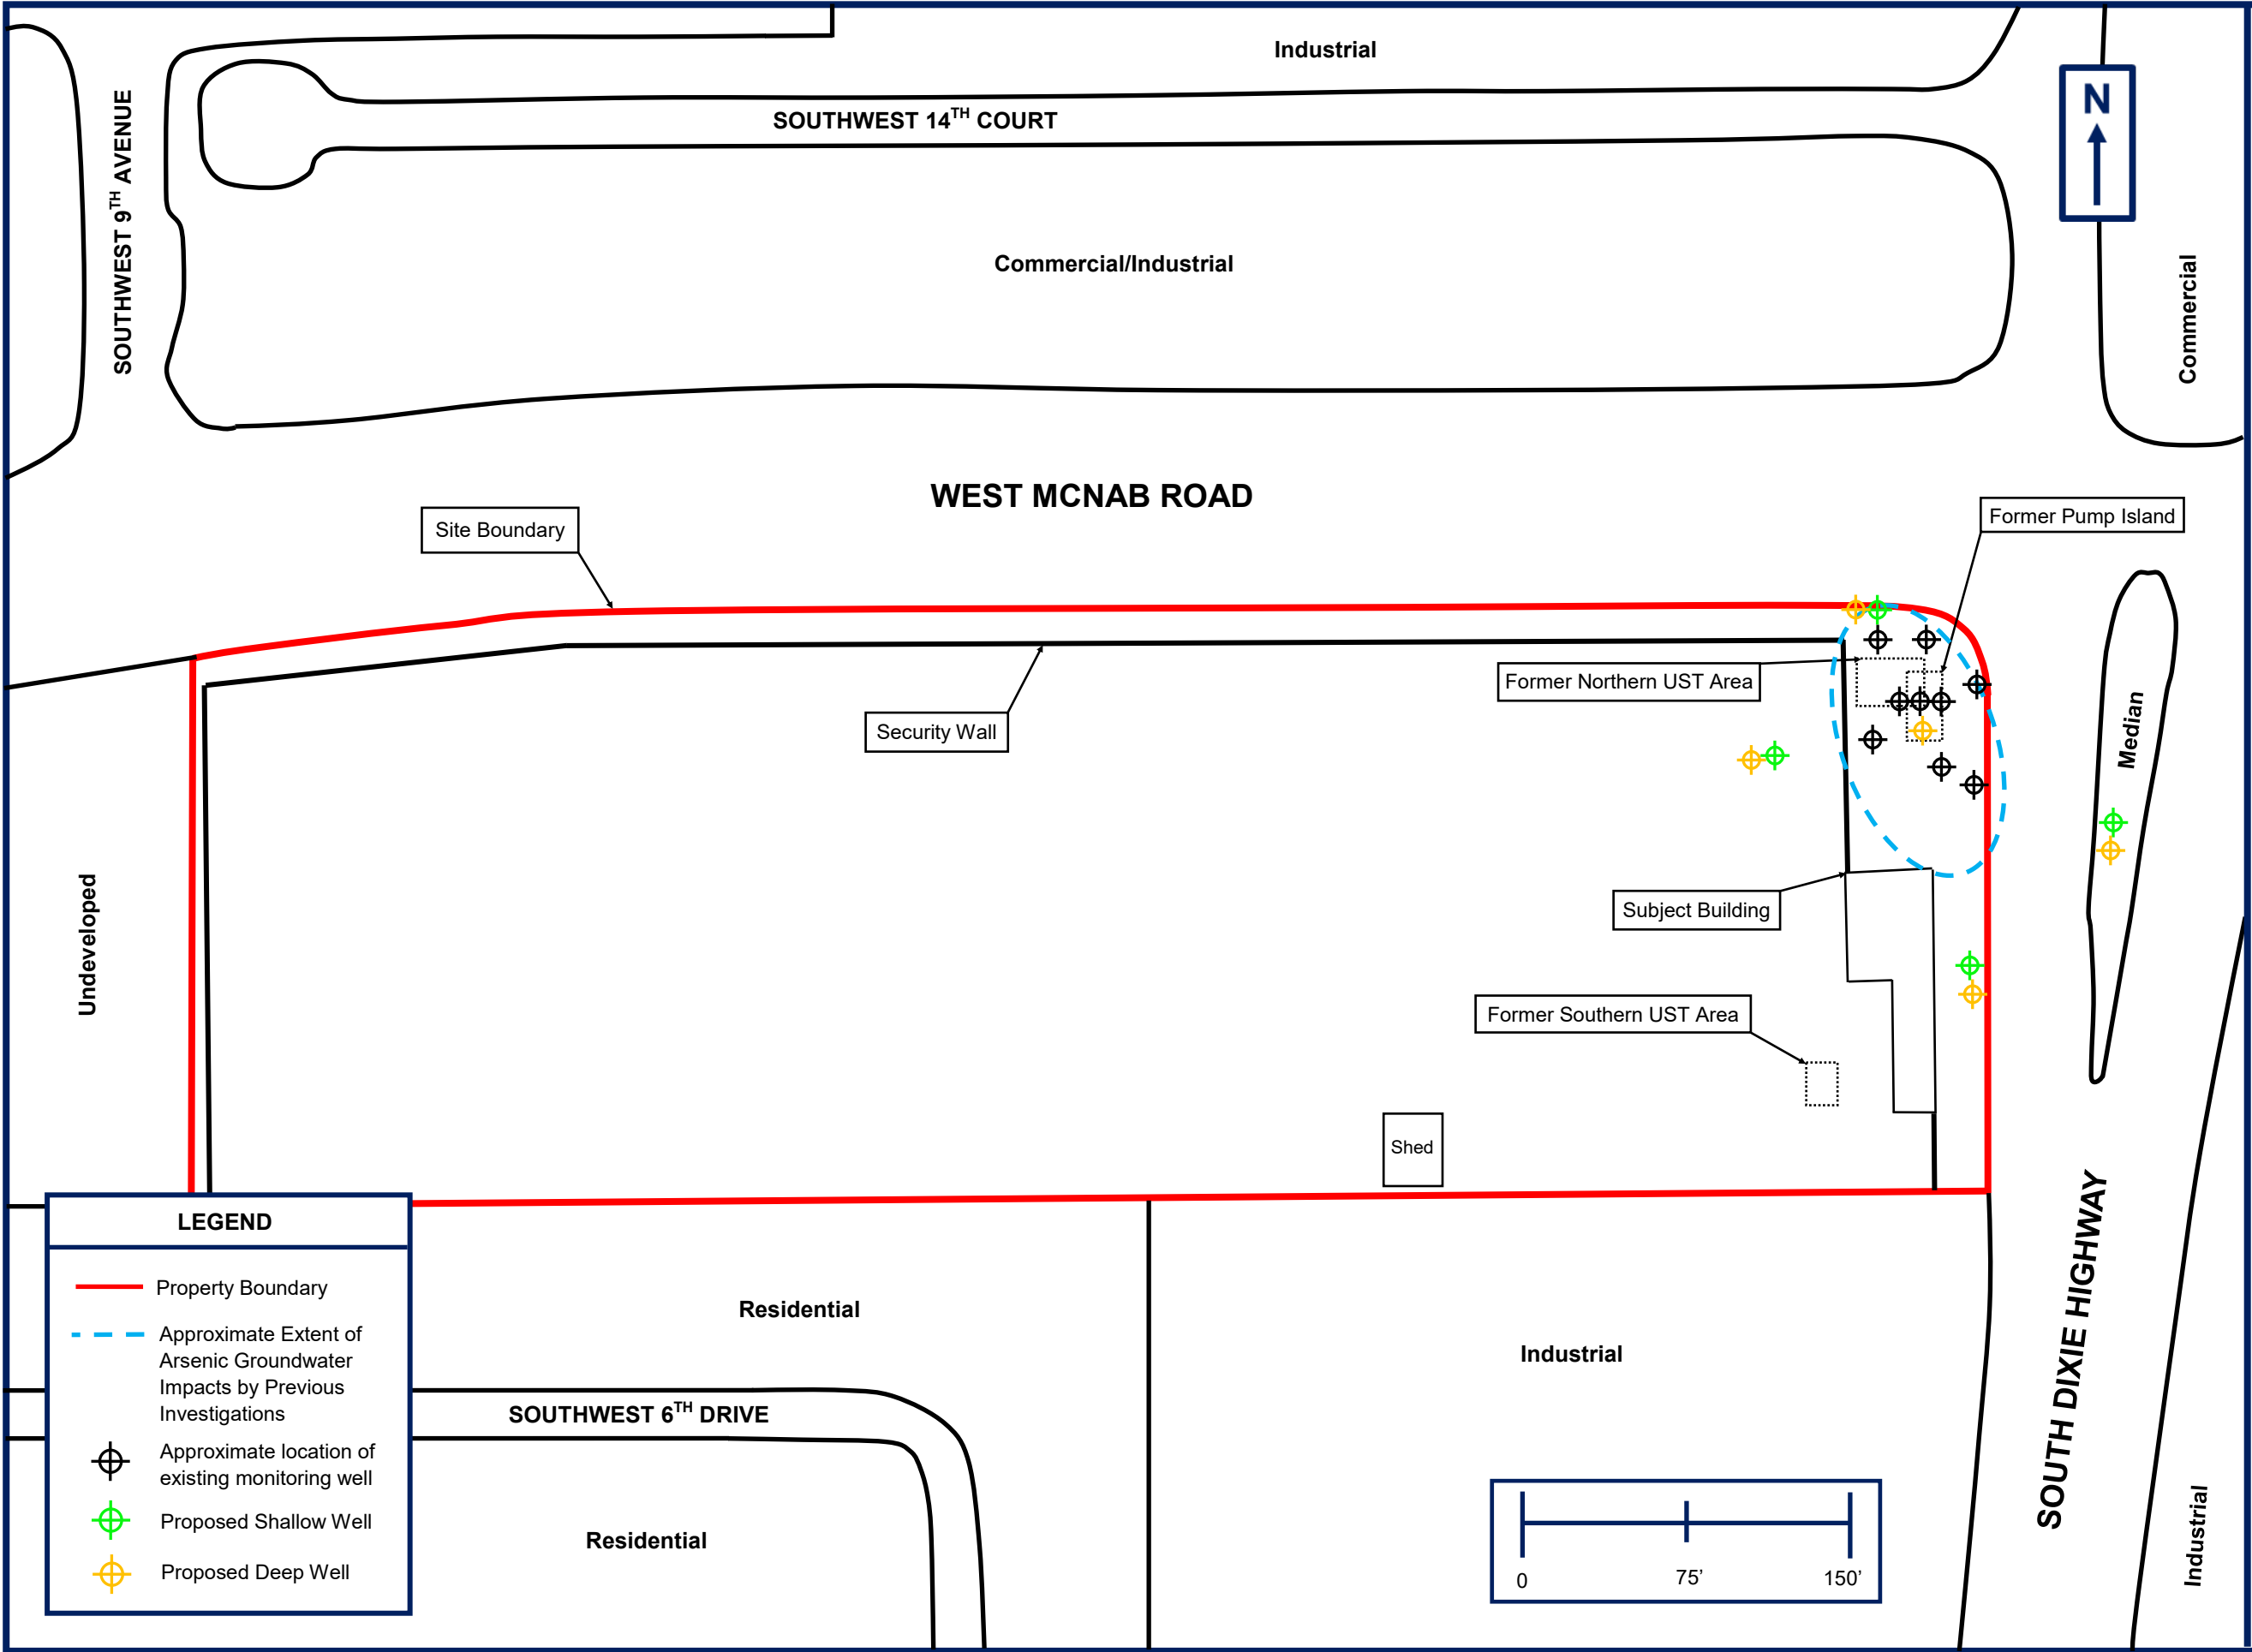 Industrial
N
SOUTHWEST 14TH COURT
SOUTHWEST 9TH AVENUE
Commercial/Industrial
Commercial
WEST MCNAB ROAD
Site Boundary
Former Pump Island
Former Northern UST Area
Security Wall
Median
Subject Building
Undeveloped
Former Southern UST Area
Shed
LEGEND
Property Boundary
Approximate Extent of
Arsenic Groundwater
Impacts by Previous
Investigations
Approximate location of
existing monitoring well
Proposed Shallow Well
Proposed Deep Well
Residential
Industrial
SOUTHWEST 6TH DRIVE
Residential
SOUTH DIXIE HIGHWAY
Industrial
0 75’ 150’